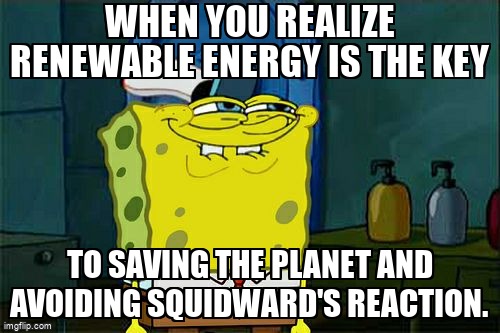 WHEN YOU REALIZE
RENEWABLE ENERGY IS THE KEY
TO SAVING THE PLANET AND
AVOIDING SQUIDWARD'S REACTION.
imgflip.com